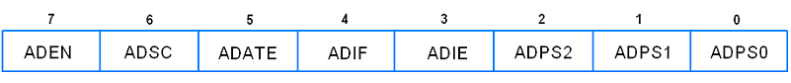 7 6 5 4 3 2 1 0
ADEN ADSC ADATE ADIF ADIE ADPS2 ADPS1 ADPS0